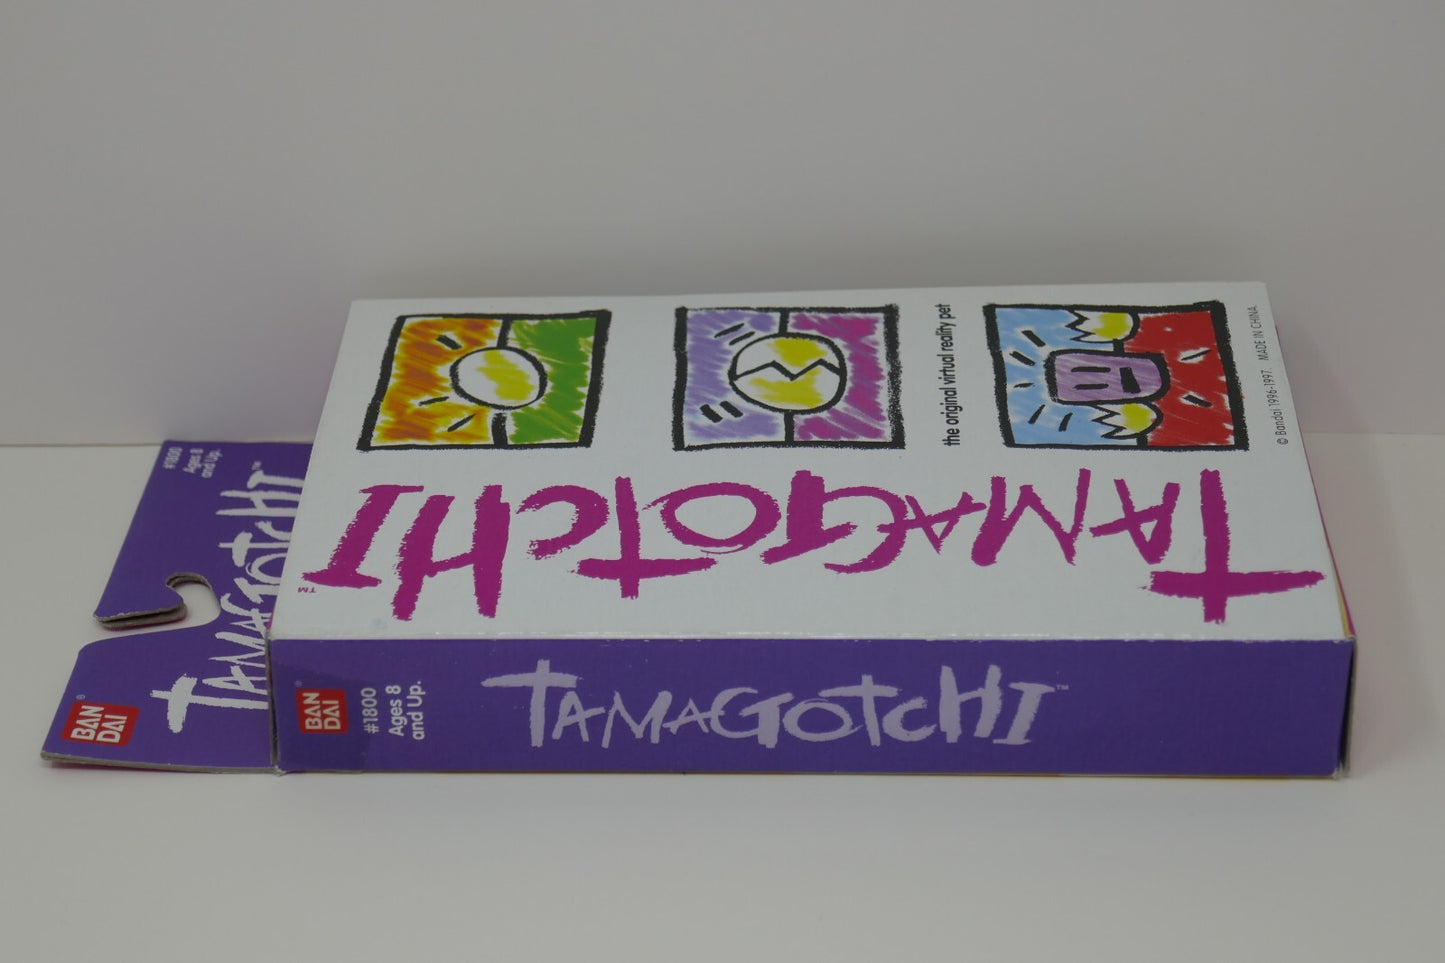 #1800
Ages 8
and Up.
TAMAGOTCHI™
BAN
DAI
®
the original virtual reality pet
© Bandai 1996-1997. MADE IN CHINA.
TAMAGOTCHI
™
BAN
DAI
®
#1800
Ages 8
and Up.
TAMAGOTCHI™